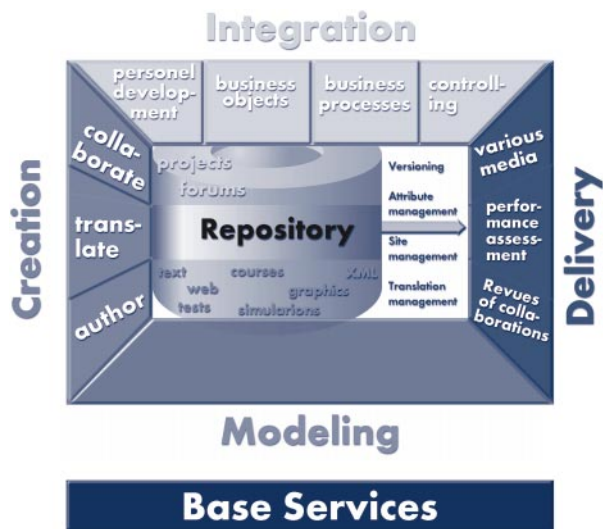 Integration
personel
develop-
ment
business
objects
business
processes
controll-
ing
Creation
colla-
borate
trans-
late
author
projects
forums
Repository
text courses XML
web graphics
tests simularions
Versioning
Attribute
management
Site
management
Translation
management
various
media
perfor-
mance
assess-
ment
Revues
of colla-
borations
Delivery
Modeling
Base Services